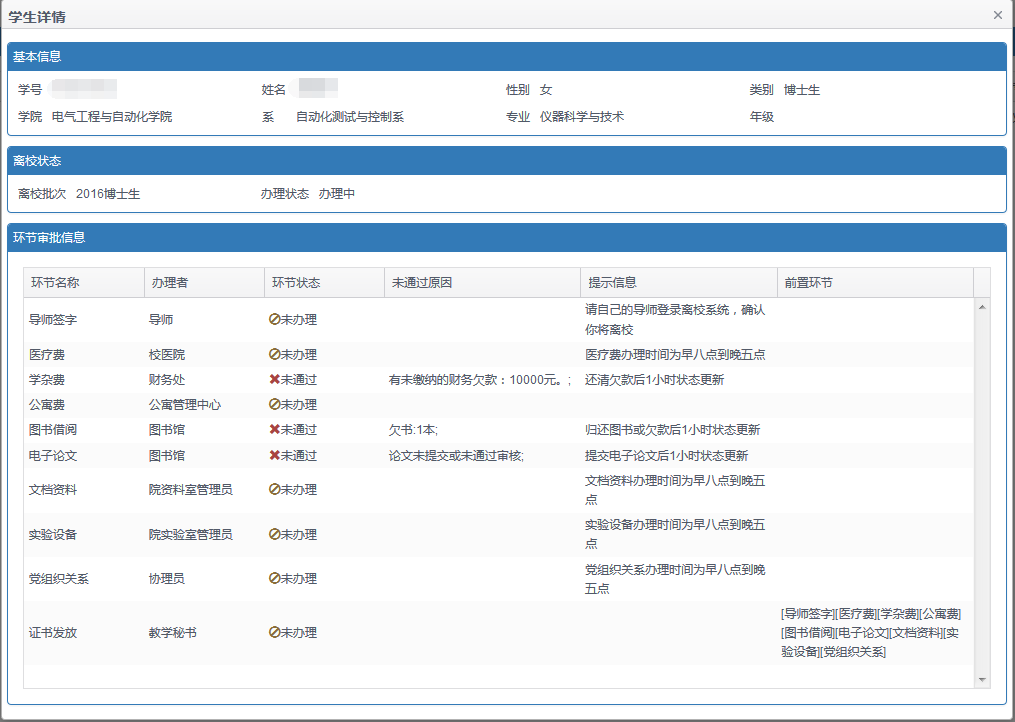 学生详情 ×
基本信息
学号 姓名 性别 女 类别 博士生
学院 电气工程与自动化学院 系 自动化测试与控制系 专业 仪器科学与技术 年级
离校状态
离校批次 2016博士生 办理状态 办理中
环节审批信息
环节名称 办理者 环节状态 未通过原因 提示信息 前置环节
导师签字 导师 未办理 请自己的导师登录离校系统，确认
你将离校
医疗费 校医院 未办理 医疗费办理时间为早八点到晚五点
学杂费 财务处 未通过 有未缴纳的财务欠款：10000元。; 还清欠款后1小时状态更新
公寓费 公寓管理中心 未办理
图书借阅 图书馆 未通过 欠书:1本; 归还图书或欠款后1小时状态更新
电子论文 图书馆 未通过 论文未提交或未通过审核; 提交电子论文后1小时状态更新
文档资料 院资料室管理员 未办理 文档资料办理时间为早八点到晚五
点
实验设备 院实验室管理员 未办理 实验设备办理时间为早八点到晚五
点
党组织关系 协理员 未办理 党组织关系办理时间为早八点到晚
五点
证书发放 教学秘书 未办理 [导师签字][医疗费][学杂费][公寓费]
[图书借阅][电子论文][文档资料][实
验设备][党组织关系]